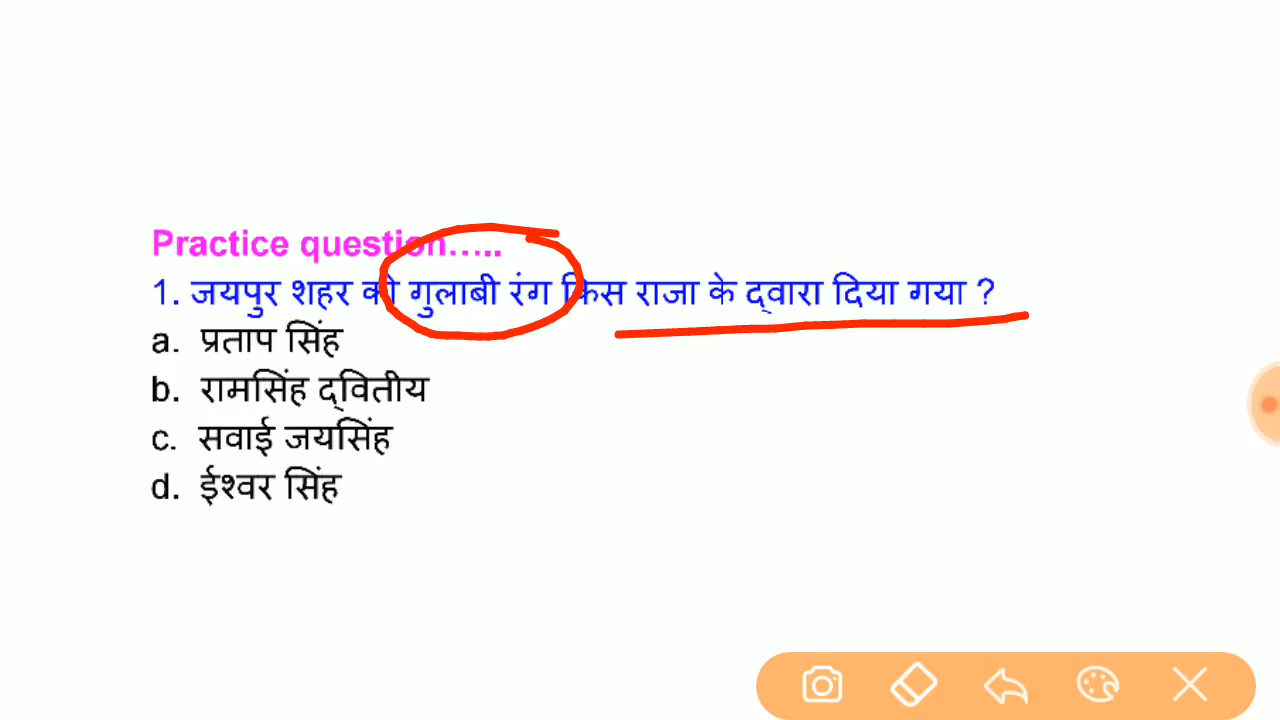 Practice question.....
1. जयपुर शहर को गुलाबी रंग किस राजा के द्वारा दिया गया ?
a. प्रताप सिंह
b. रामसिंह द्वितीय
c. सवाई जयसिंह
d. ईश्वर सिंह